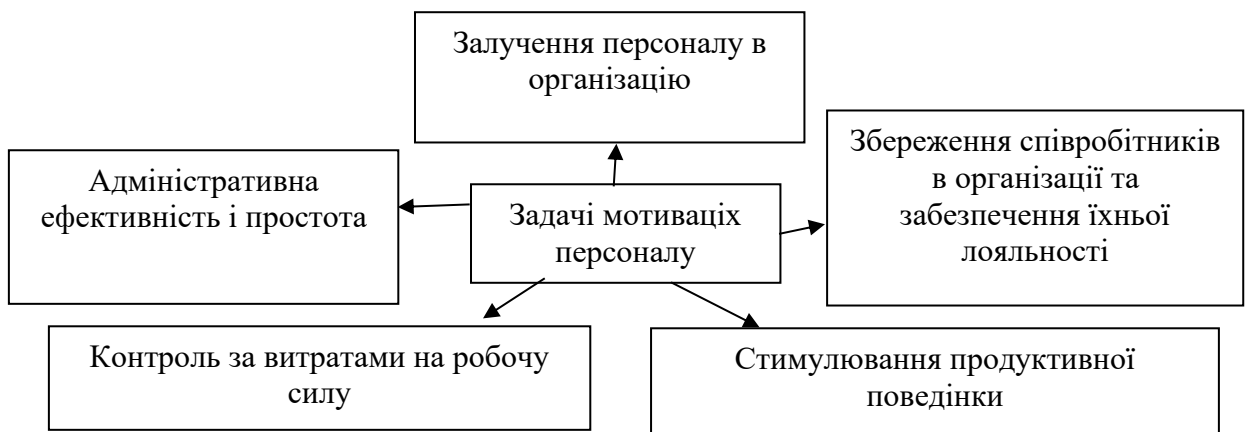 Залучення персоналу в
організацію
Адміністративна
ефективність і простота
Задачі мотиваціх
персоналу
Збереження співробітників
в організації та
забезпечення їхньої
лояльності
Контроль за витратами на робочу
силу
Стимулювання продуктивної
поведінки